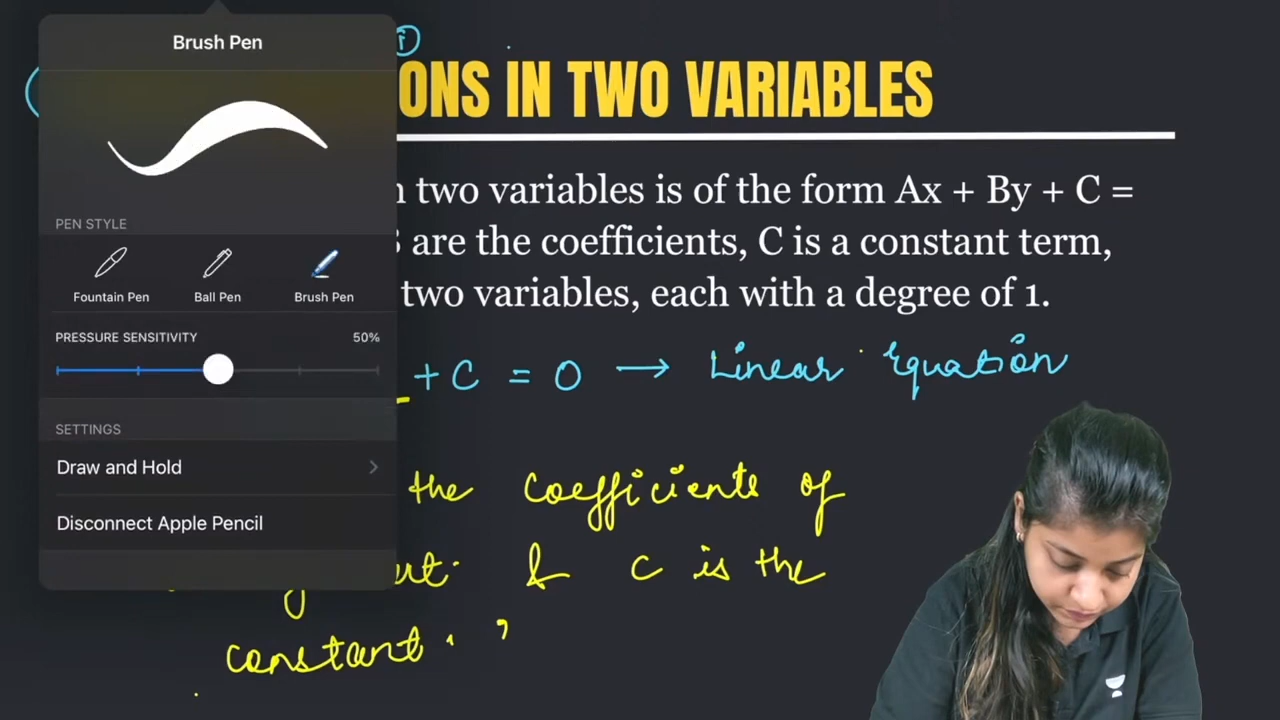 Brush Pen
ONS IN TWO VARIABLES
two variables is of the form Ax + By + C =
PEN STYLE
are the coefficients, C is a constant term,
Fountain Pen Ball Pen Brush Pen
two variables, each with a degree of 1.
PRESSURE SENSITIVITY 50%
+ C = 0 → Linear Equation
SETTINGS
Draw and Hold
the coefficients of
Disconnect Apple Pencil
& C is the
constant.